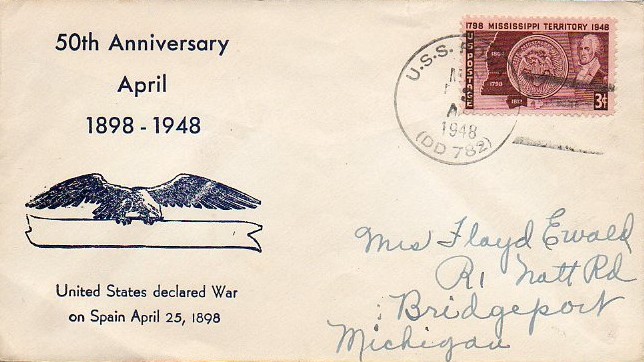 50th Anniversary
April
1898 - 1948
United States declared War
on Spain April 25, 1898
1798 MISSISSIPPI TERRITORY 1948
U.S. POSTAGE
1798
3¢
U.S.S.
1948
(DD 782)
Mrs Floyd Ewald
R1 Natt Rd
Bridgeport
Michigan